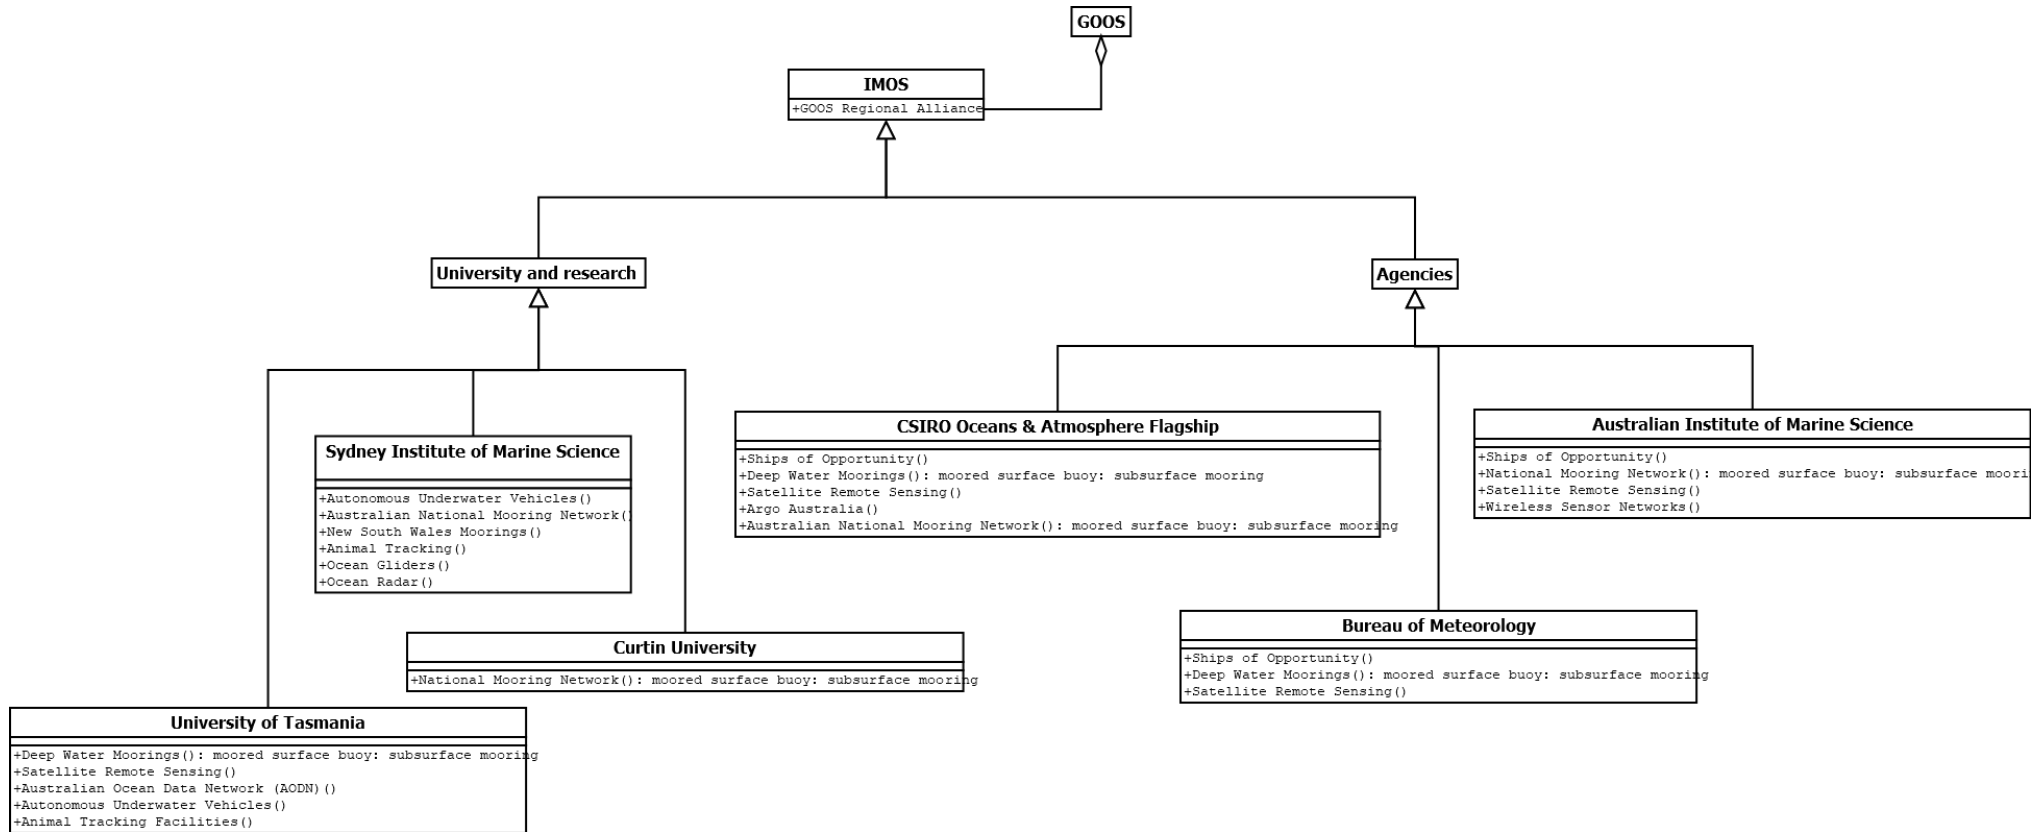 GOOS
IMOS
+GOOS Regional Alliance
University and research
Agencies
CSIRO Oceans & Atmosphere Flagship
+Ships of Opportunity()
+Deep Water Moorings(): moored surface buoy: subsurface mooring
+Satellite Remote Sensing()
+Argo Australia()
+Australian National Mooring Network(): moored surface buoy: subsurface mooring
Australian Institute of Marine Science
+Ships of Opportunity()
+National Mooring Network(): moored surface buoy: subsurface moori
+Satellite Remote Sensing()
+Wireless Sensor Networks()
Sydney Institute of Marine Science
+Autonomous Underwater Vehicles()
+Australian National Mooring Network()
+New South Wales Moorings()
+Animal Tracking()
+Ocean Gliders()
+Ocean Radar()
Bureau of Meteorology
+Ships of Opportunity()
+Deep Water Moorings(): moored surface buoy: subsurface mooring
+Satellite Remote Sensing()
Curtin University
+National Mooring Network(): moored surface buoy: subsurface mooring
University of Tasmania
+Deep Water Moorings(): moored surface buoy: subsurface mooring
+Satellite Remote Sensing()
+Australian Ocean Data Network (AODN)()
+Autonomous Underwater Vehicles()
+Animal Tracking Facilities()